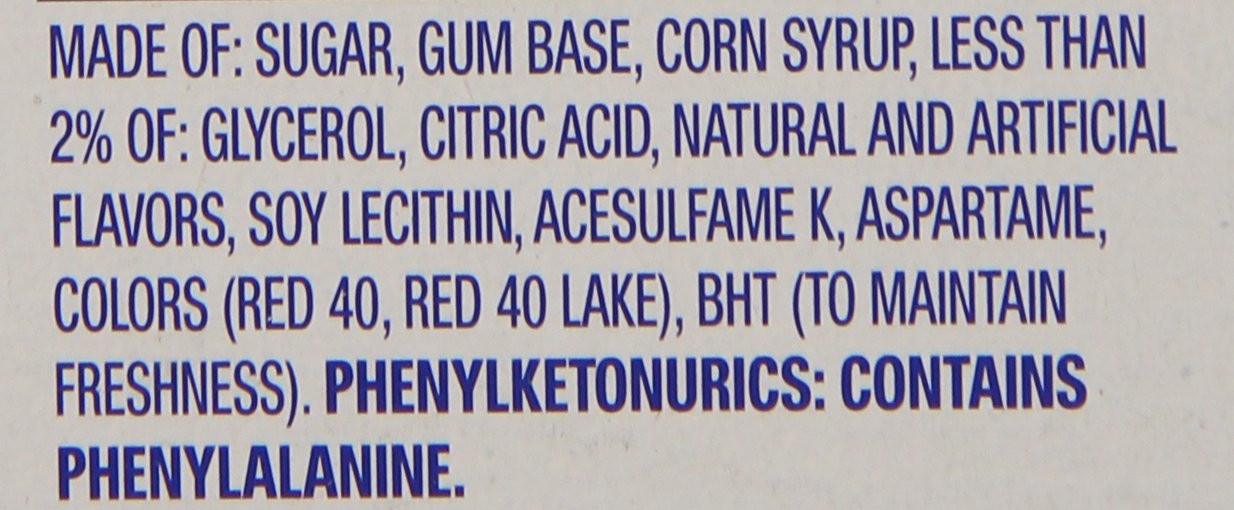 MADE OF: SUGAR, GUM BASE, CORN SYRUP, LESS THAN
2% OF: GLYCEROL, CITRIC ACID, NATURAL AND ARTIFICIAL
FLAVORS, SOY LECITHIN, ACESULFAME K, ASPARTAME,
COLORS (RED 40, RED 40 LAKE), BHT (TO MAINTAIN
FRESHNESS). PHENYLKETONURICS: CONTAINS
PHENYLALANINE.